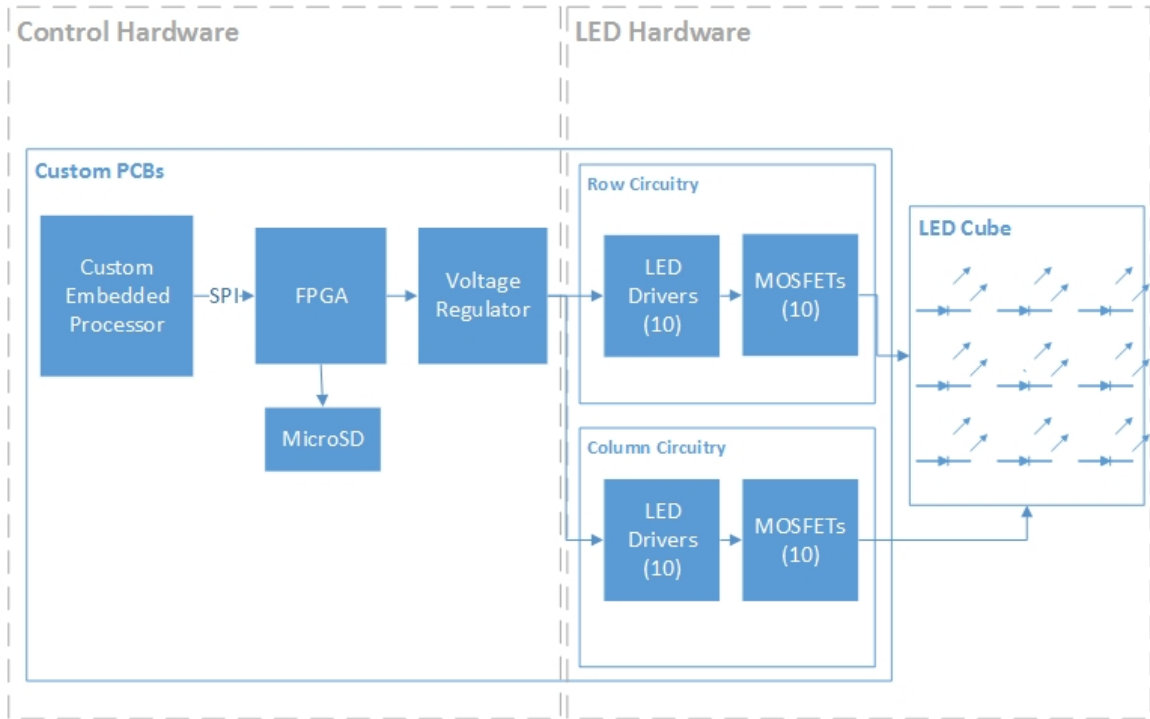 Control Hardware
LED Hardware
Custom PCBs
Custom
Embedded
Processor
SPI
FPGA
Voltage
Regulator
MicroSD
Row Circuitry
LED
Drivers
(10)
MOSFETs
(10)
Column Circuitry
LED
Drivers
(10)
MOSFETs
(10)
LED Cube